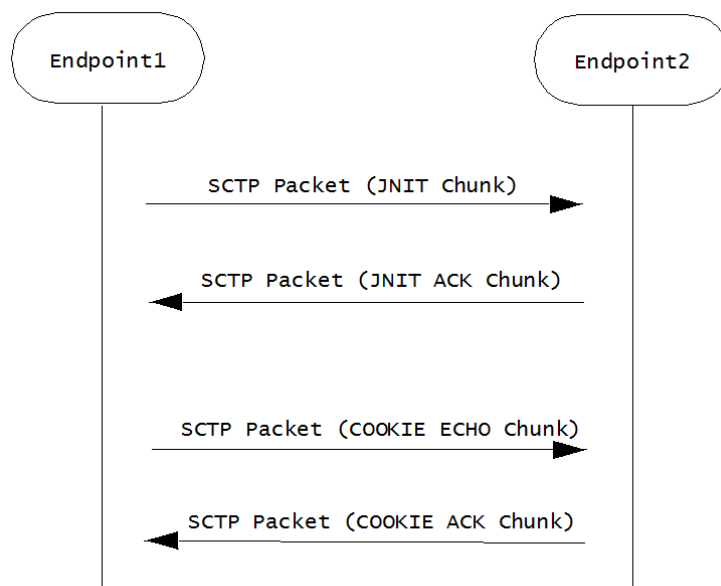 Endpoint1
Endpoint2
SCTP Packet (JNIT Chunk)
SCTP Packet (JNIT ACK Chunk)
SCTP Packet (COOKIE ECHO Chunk)
SCTP Packet (COOKIE ACK Chunk)